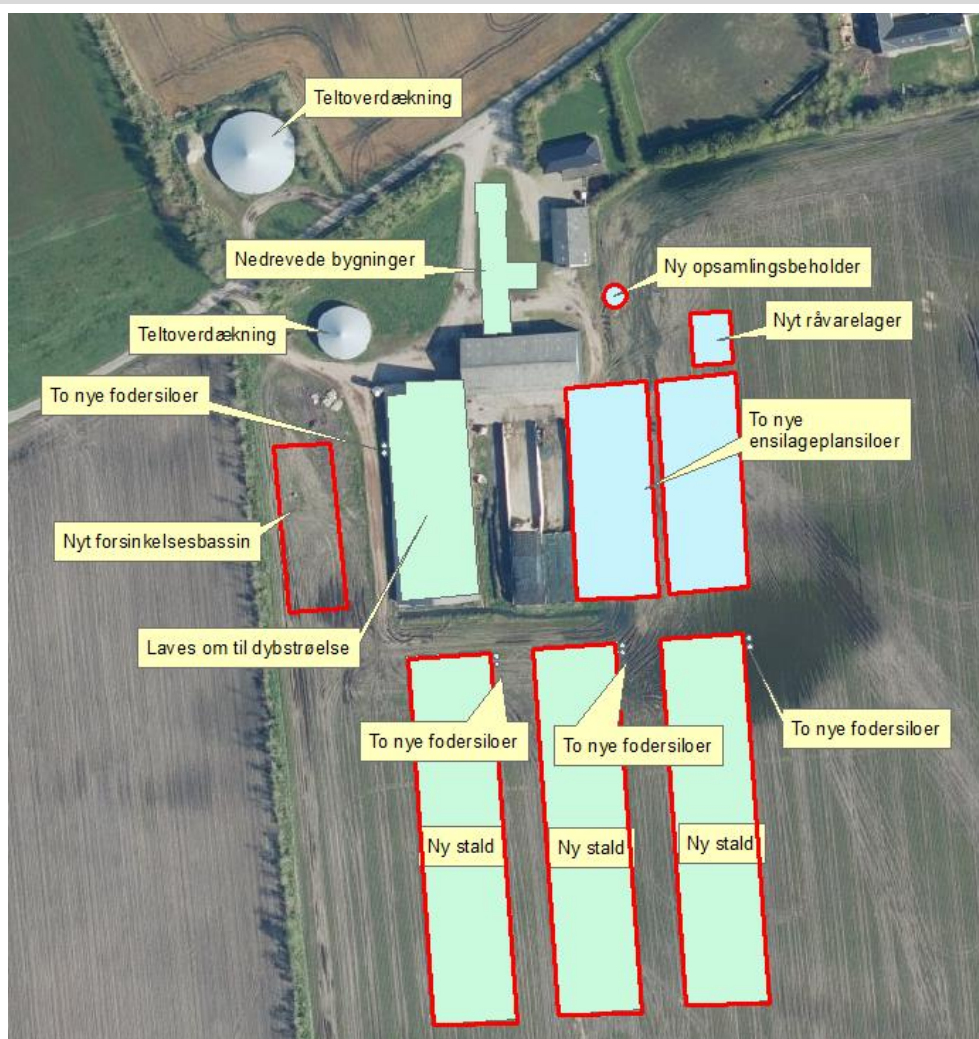 Teltoverdækning
Nedrevede bygninger
Ny opsamlingsbeholder
Nyt råvarelager
Teltoverdækning
To nye fodersiloer
To nye
ensilageplansiloer
Nyt forsinkelsesbassin
Laves om til dybstrøelse
To nye fodersiloer
To nye fodersiloer
To nye fodersiloer
Ny stald
Ny stald
Ny stald